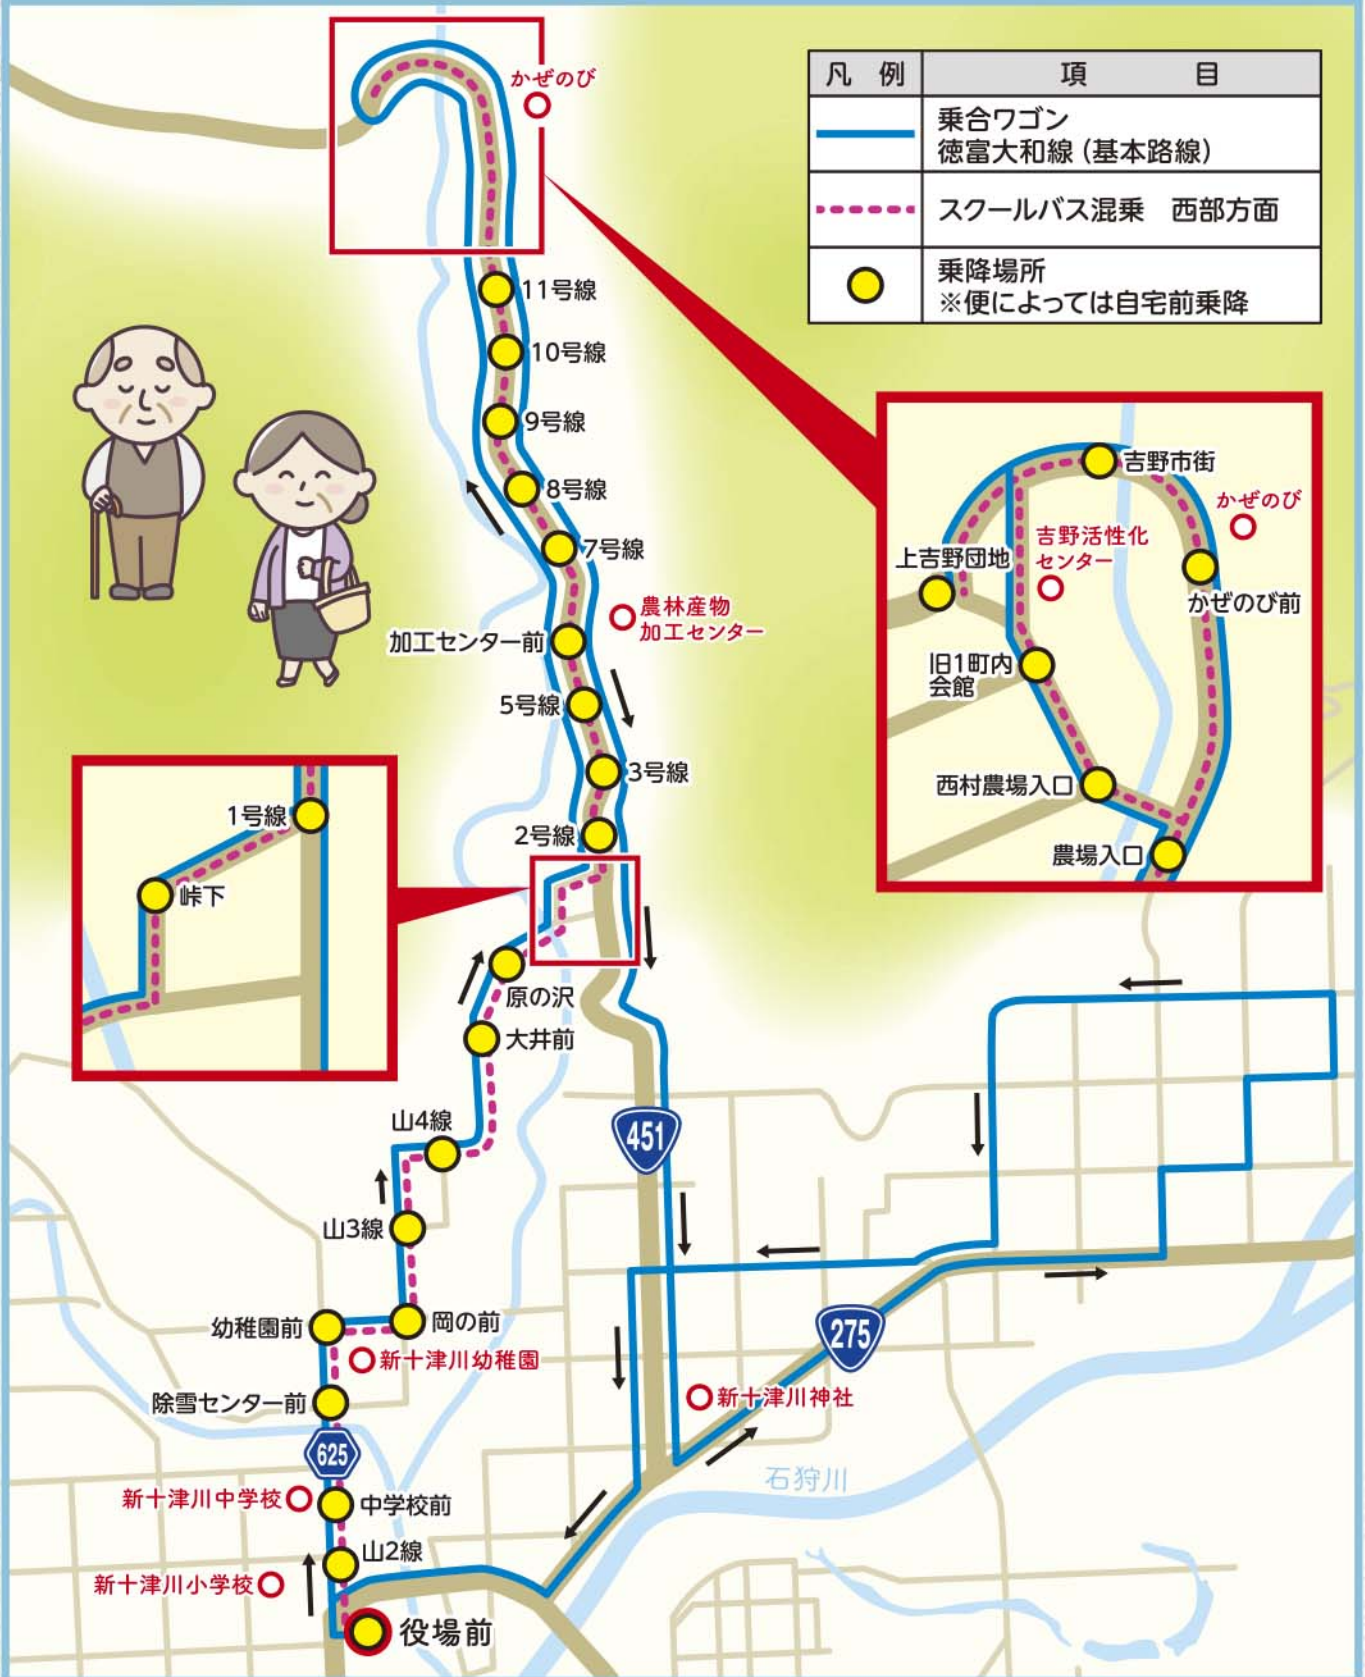 凡 例
項 目
乗合ワゴン
徳富大和線（基本路線）
スクールバス混乗 西部方面
乗降場所
※便によっては自宅前乗降
かぜのび
11号線
10号線
9号線
8号線
7号線
農林産物
加工センター
加工センター前
5号線
3号線
2号線
吉野市街
かぜのび
吉野活性化
センター
上吉野団地
かぜのび前
旧1町内
会館
西村農場入口
農場入口
1号線
峠下
原の沢
大井前
山4線
451
山3線
岡の前
幼稚園前
新十津川幼稚園
275
除雪センター前
新十津川神社
625
石狩川
新十津川中学校
中学校前
山2線
新十津川小学校
役場前